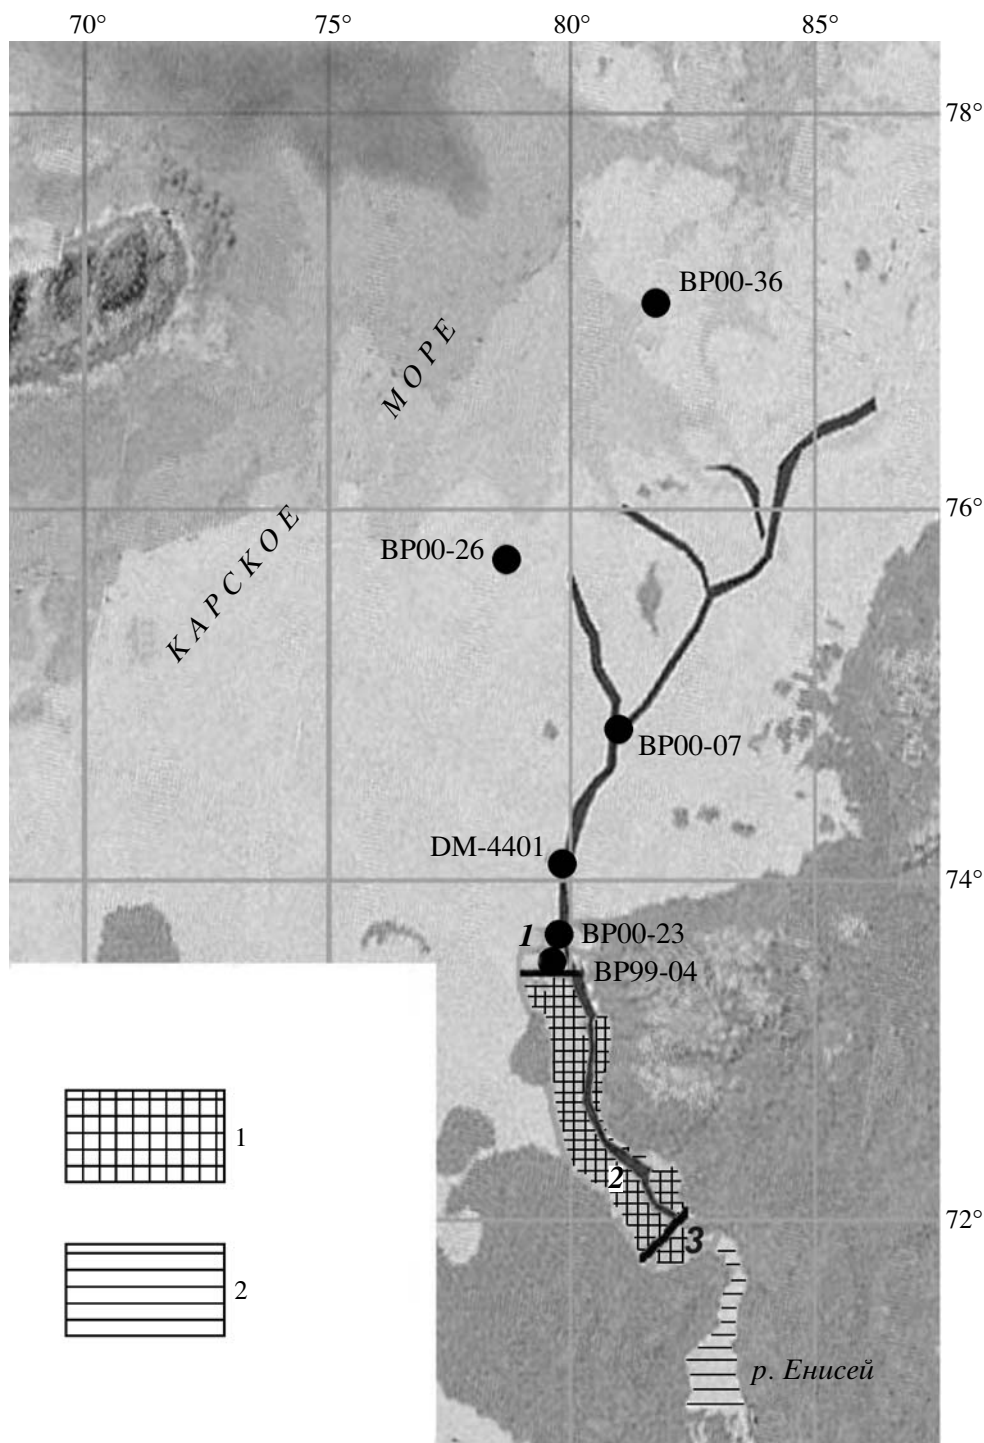 70° 75° 80° 85°
78°
BP00-36
МОРЕ
76°
КАРСКОЕ
BP00-26
BP00-07
DM-4401
74°
1 BP00-23
BP99-04
1
2
72°
3
2
р. Енисей